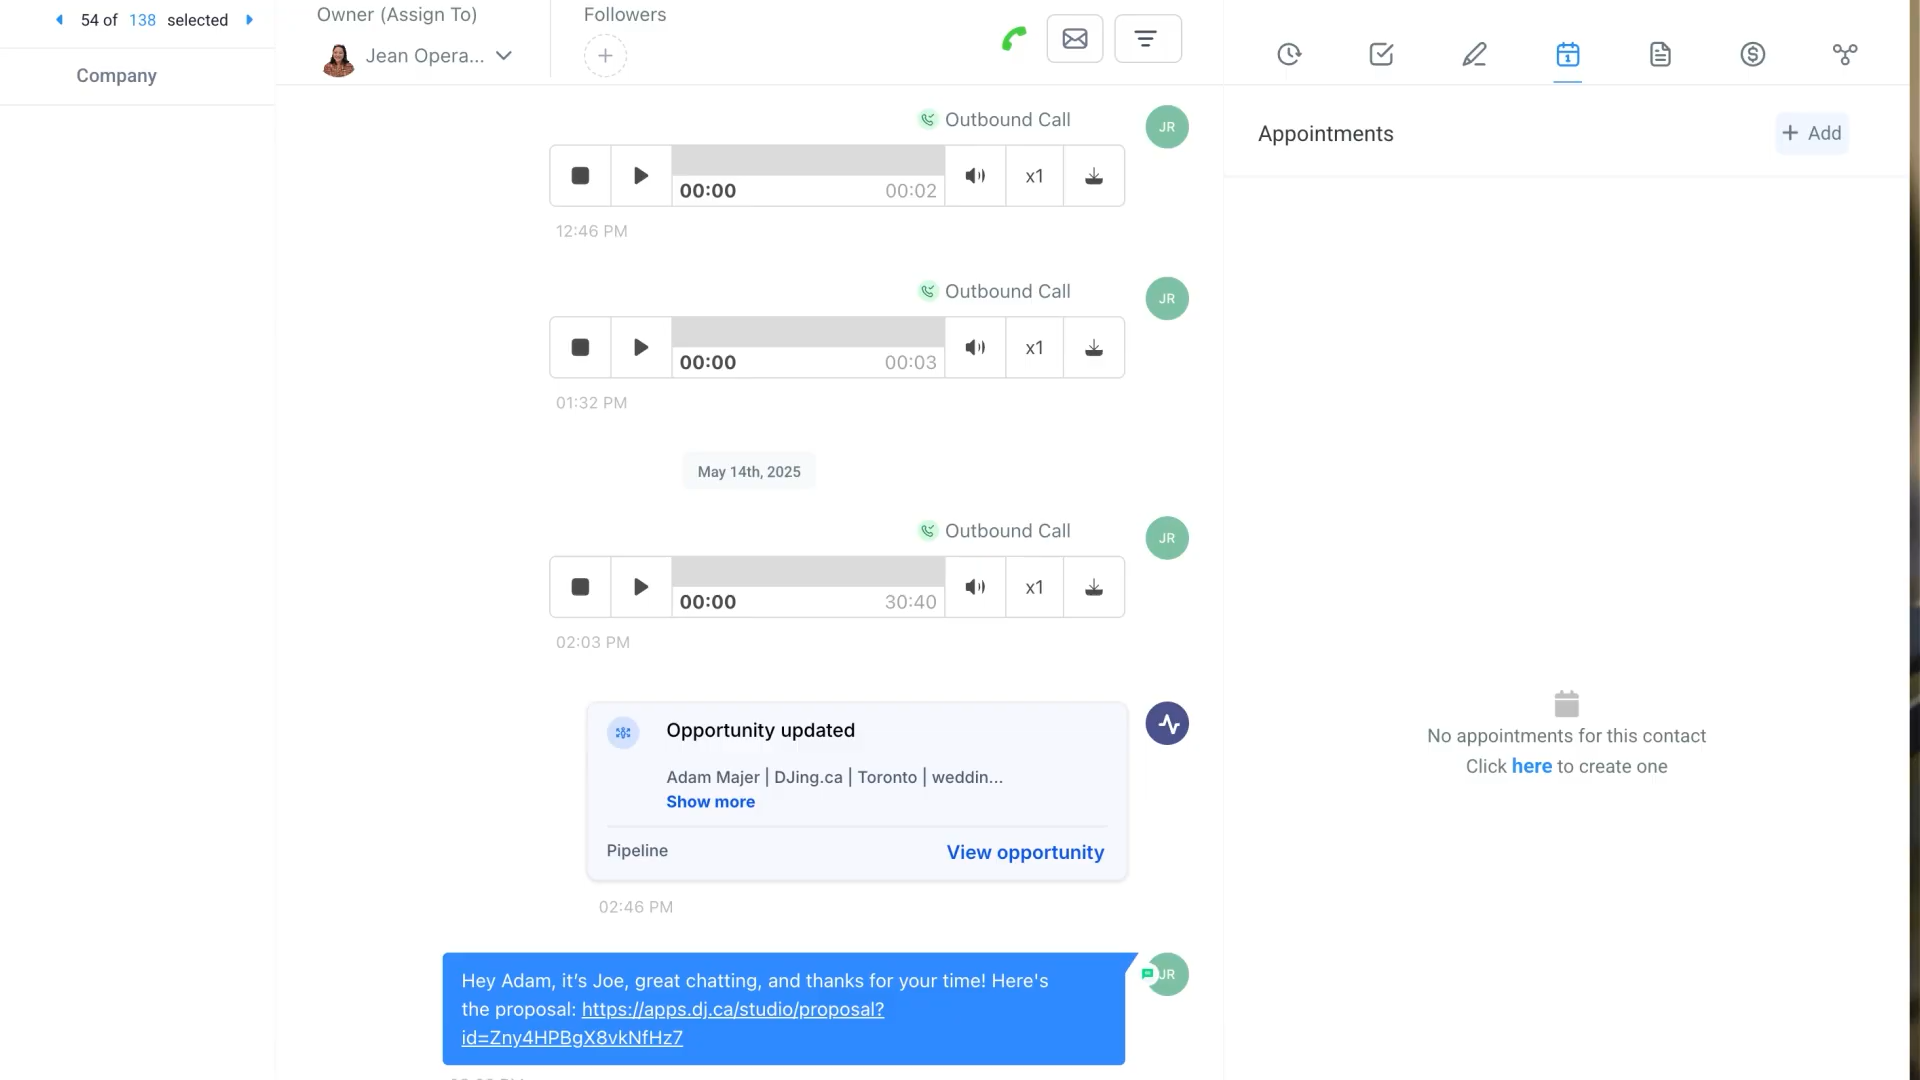 54 of 138 selected
Company
Owner (Assign To)
Jean Opera...
Followers
Outbound Call
JR
00:00 00:02
x1
12:46 PM
Outbound Call
JR
00:00 00:03
x1
01:32 PM
May 14th, 2025
Outbound Call
JR
00:00 30:40
x1
02:03 PM
Opportunity updated
Adam Majer | DJing.ca | Toronto | weddin...
Show more
Pipeline
View opportunity
02:46 PM
Hey Adam, it’s Joe, great chatting, and thanks for your time! Here's
the proposal: https://apps.dj.ca/studio/proposal?
id=Zny4HPBgX8vkNfHz7
JR
1
Appointments
+ Add
No appointments for this contact
Click here to create one